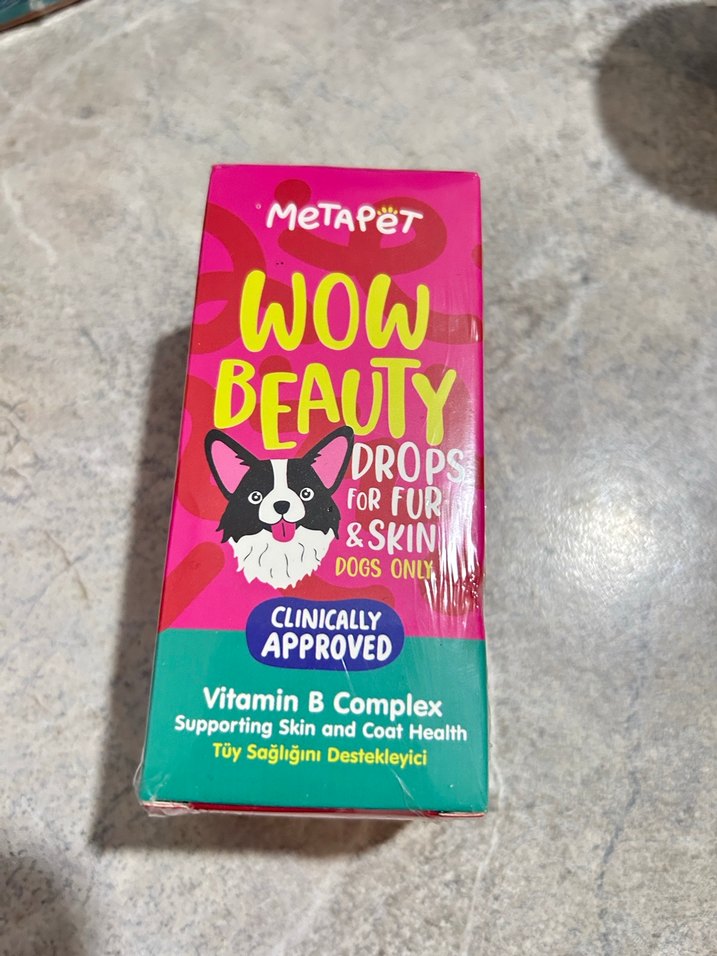 METAPET
WOW
BEAUTY
DROPS
FOR FUR
& SKIN
DOGS ONLY
CLINICALLY
APPROVED
Vitamin B Complex
Supporting Skin and Coat Health
Tüy Sağlığını Destekleyici